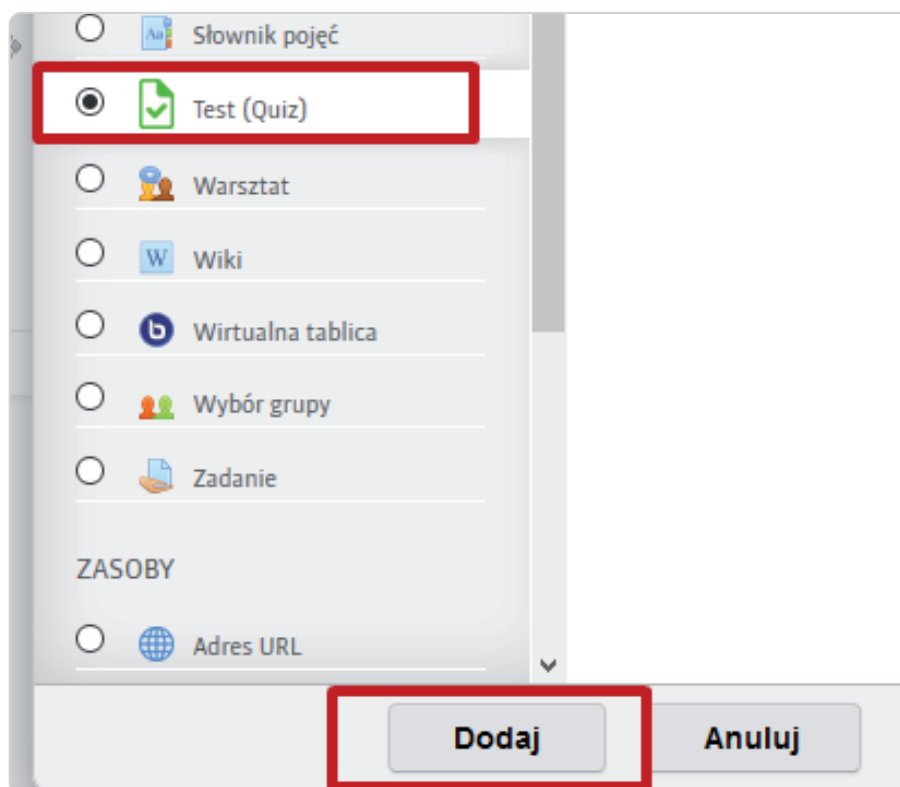 Słownik pojęć
Test (Quiz)
Warsztat
W Wiki
b Wirtualna tablica
Wybór grupy
Zadanie
ZASOBY
Adres URL
Dodaj Anuluj